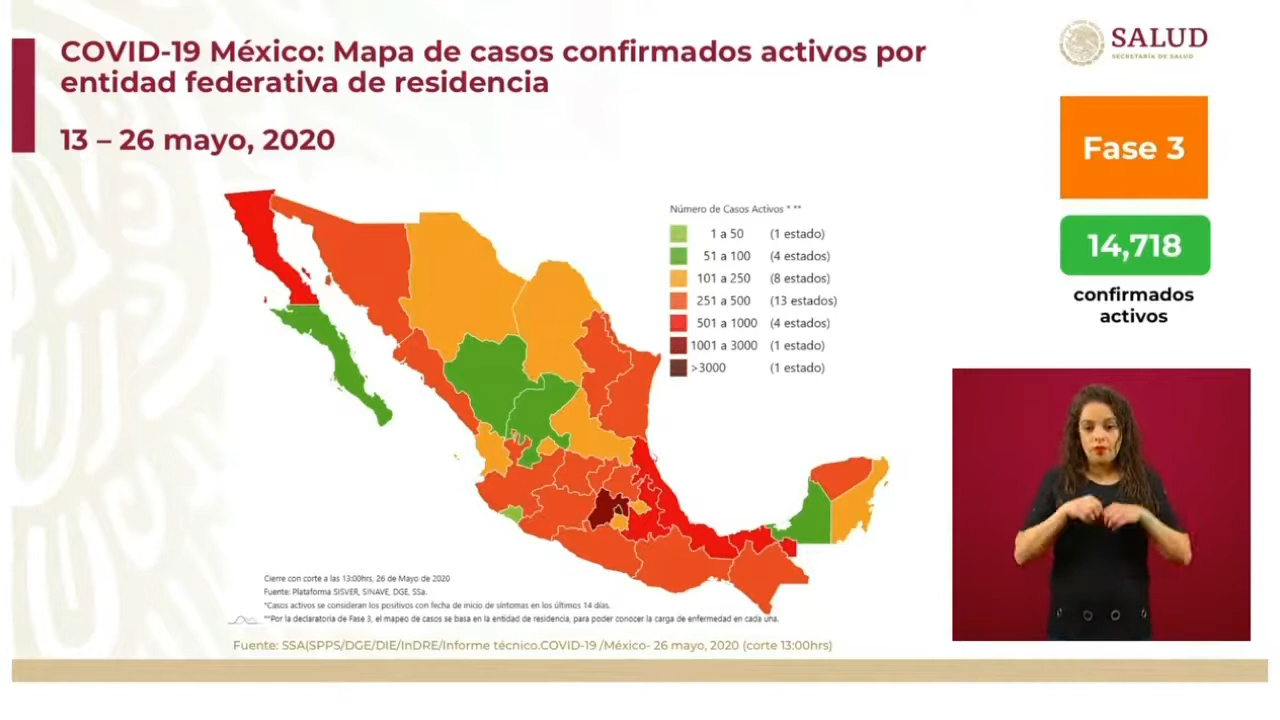 COVID-19 México: Mapa de casos confirmados activos por
entidad federativa de residencia
13 – 26 mayo, 2020
SALUD
SECRETARÍA DE SALUD
Fase 3
14,718
confirmados
activos
Número de Casos Activos * **
1 a 50 (1 estado)
51 a 100 (4 estados)
101 a 250 (8 estados)
251 a 500 (13 estados)
501 a 1000 (4 estados)
1001 a 3000 (1 estado)
>3000 (1 estado)
Cierre con corte a las 13:00hrs, 26 de Mayo de 2020
Fuente: Plataforma SISVER, SINAVE, DGE, SSa.
*Casos activos se consideran los positivos con fecha de inicio de síntomas en los últimos 14 días.
**Por la declaratoria de Fase 3, el mapeo de casos se basa en la entidad de residencia, para poder conocer la carga de enfermedad en cada una.
Fuente: SSA(SPPS/DGE/DIE/InDRE/Informe técnico.COVID-19 /México- 26 mayo, 2020 (corte 13:00hrs)